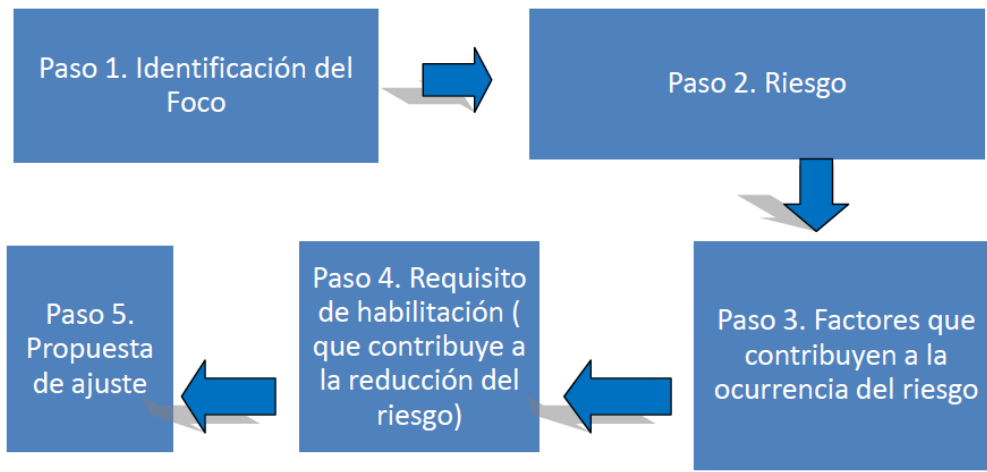 Paso 1. Identificación del
Foco
Paso 2. Riesgo
Paso 3. Factores que
contribuyen a la
ocurrencia del riesgo
Paso 4. Requisito
de habilitación (
que contribuye a
la reducción del
riesgo)
Paso 5.
Propuesta
de ajuste